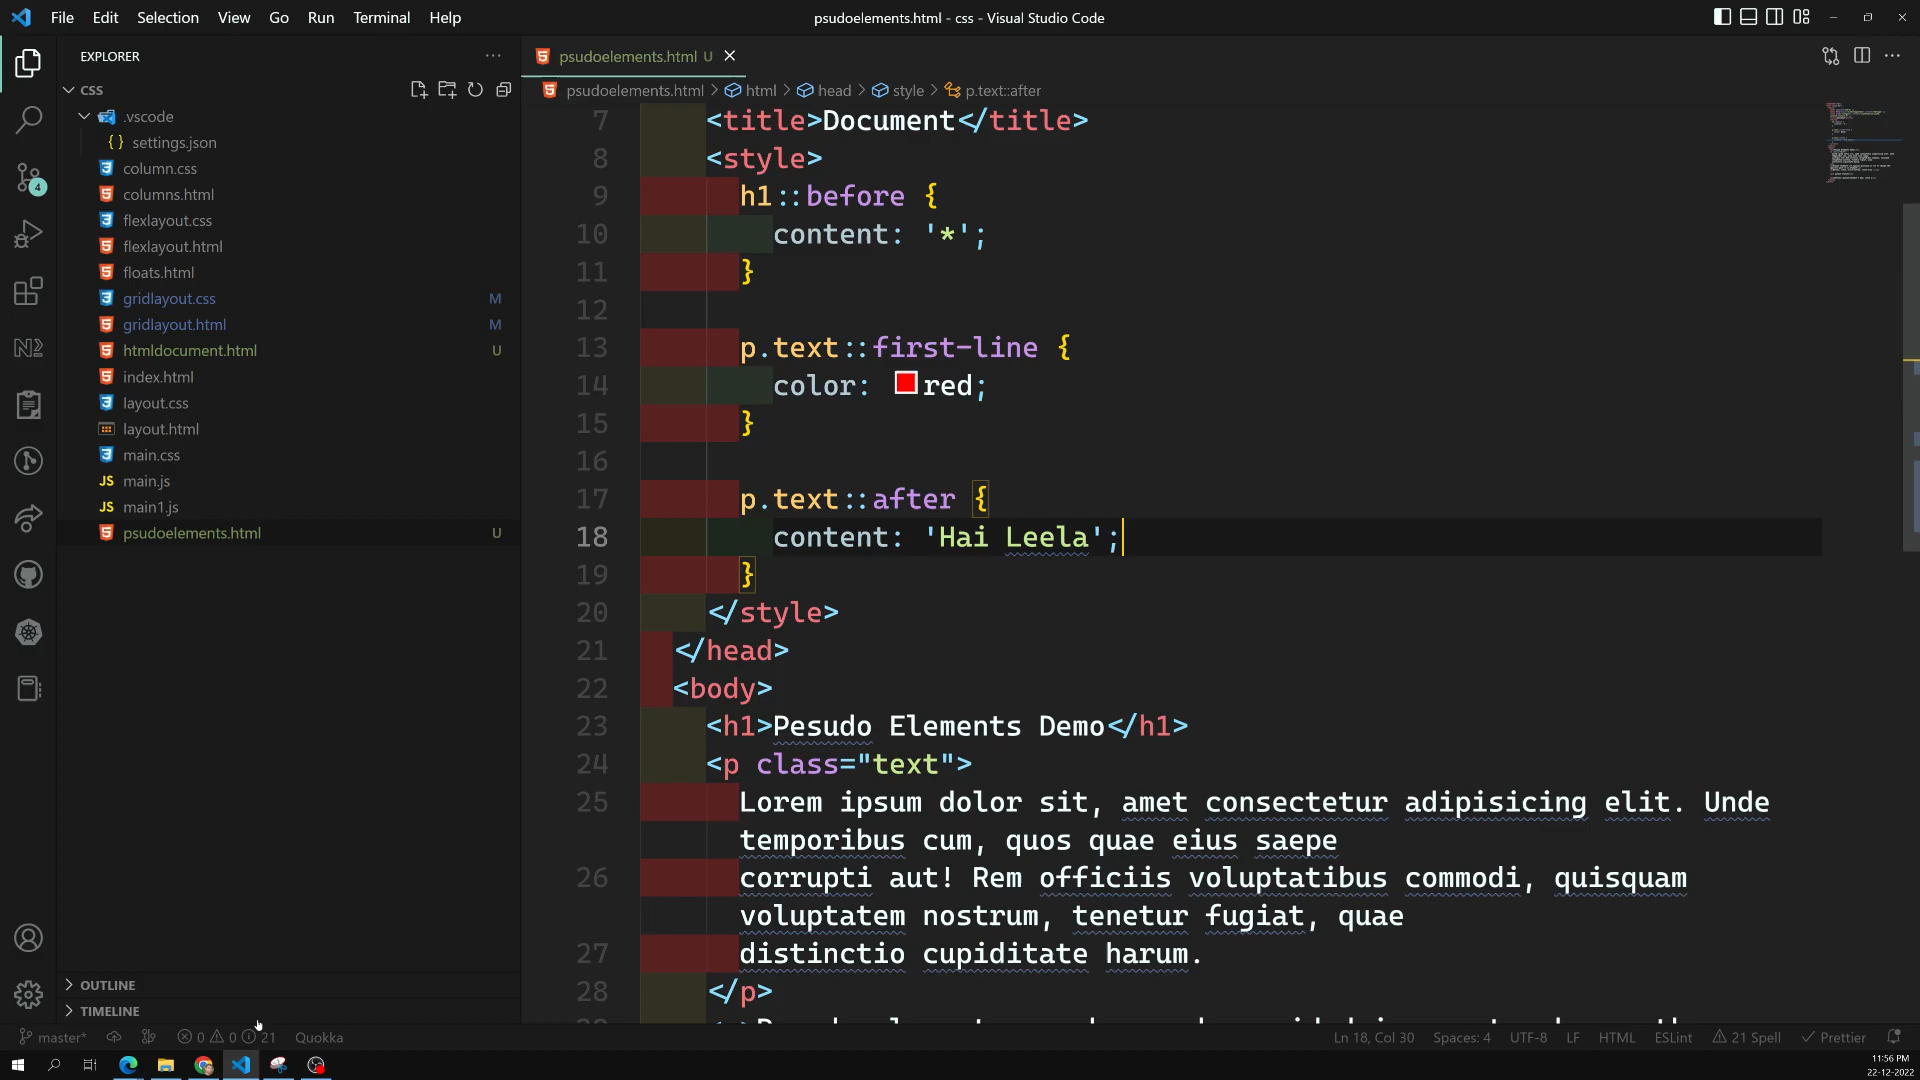 File Edit Selection View Go Run Terminal Help
psudoelements.html - css - Visual Studio Code
EXPLORER
CSS
.vscode
{} settings.json
column.css
columns.html
flexlayout.css
flexlayout.html
floats.html
gridlayout.css M
gridlayout.html M
htmldocument.html U
index.html
layout.css
layout.html
main.css
JS main.js
JS main1.js
psudoelements.html U
OUTLINE
TIMELINE
4
psudoelements.html U
psudoelements.html > html > head > style > p.text::after
7 <title>Document</title>
8 <style>
9 h1::before {
10 content: '*';
11 }
12
13 p.text::first-line {
14 color: red;
15 }
16
17 p.text::after {
18 content: 'Hai Leela';
19 }
20 </style>
21 </head>
22 <body>
23 <h1>Pesudo Elements Demo</h1>
24 <p class="text">
25 Lorem ipsum dolor sit, amet consectetur adipisicing elit. Unde
temporibus cum, quos quae eius saepe
26 corrupti aut! Rem officiis voluptatibus commodi, quisquam
voluptatem nostrum, tenetur fugiat, quae
27 distinctio cupiditate harum.
28 </p>
master* 0 0 21 Quokka
Ln 18, Col 30 Spaces: 4 UTF-8 LF HTML ESLint 21 Spell Prettier
11:56 PM
22-12-2022